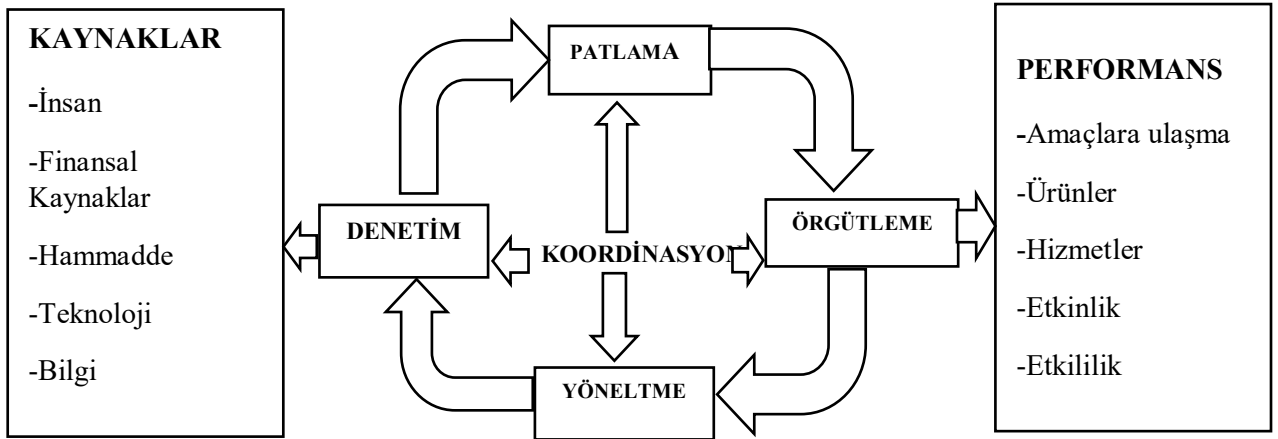 KAYNAKLAR
-İnsan
-Finansal
Kaynaklar
-Hammadde
-Teknoloji
-Bilgi
PATLAMA
DENETİM
KOORDİNASYON
ÖRGÜTLEME
YÖNELTME
PERFORMANS
-Amaçlara ulaşma
-Ürünler
-Hizmetler
-Etkinlik
-Etkililik